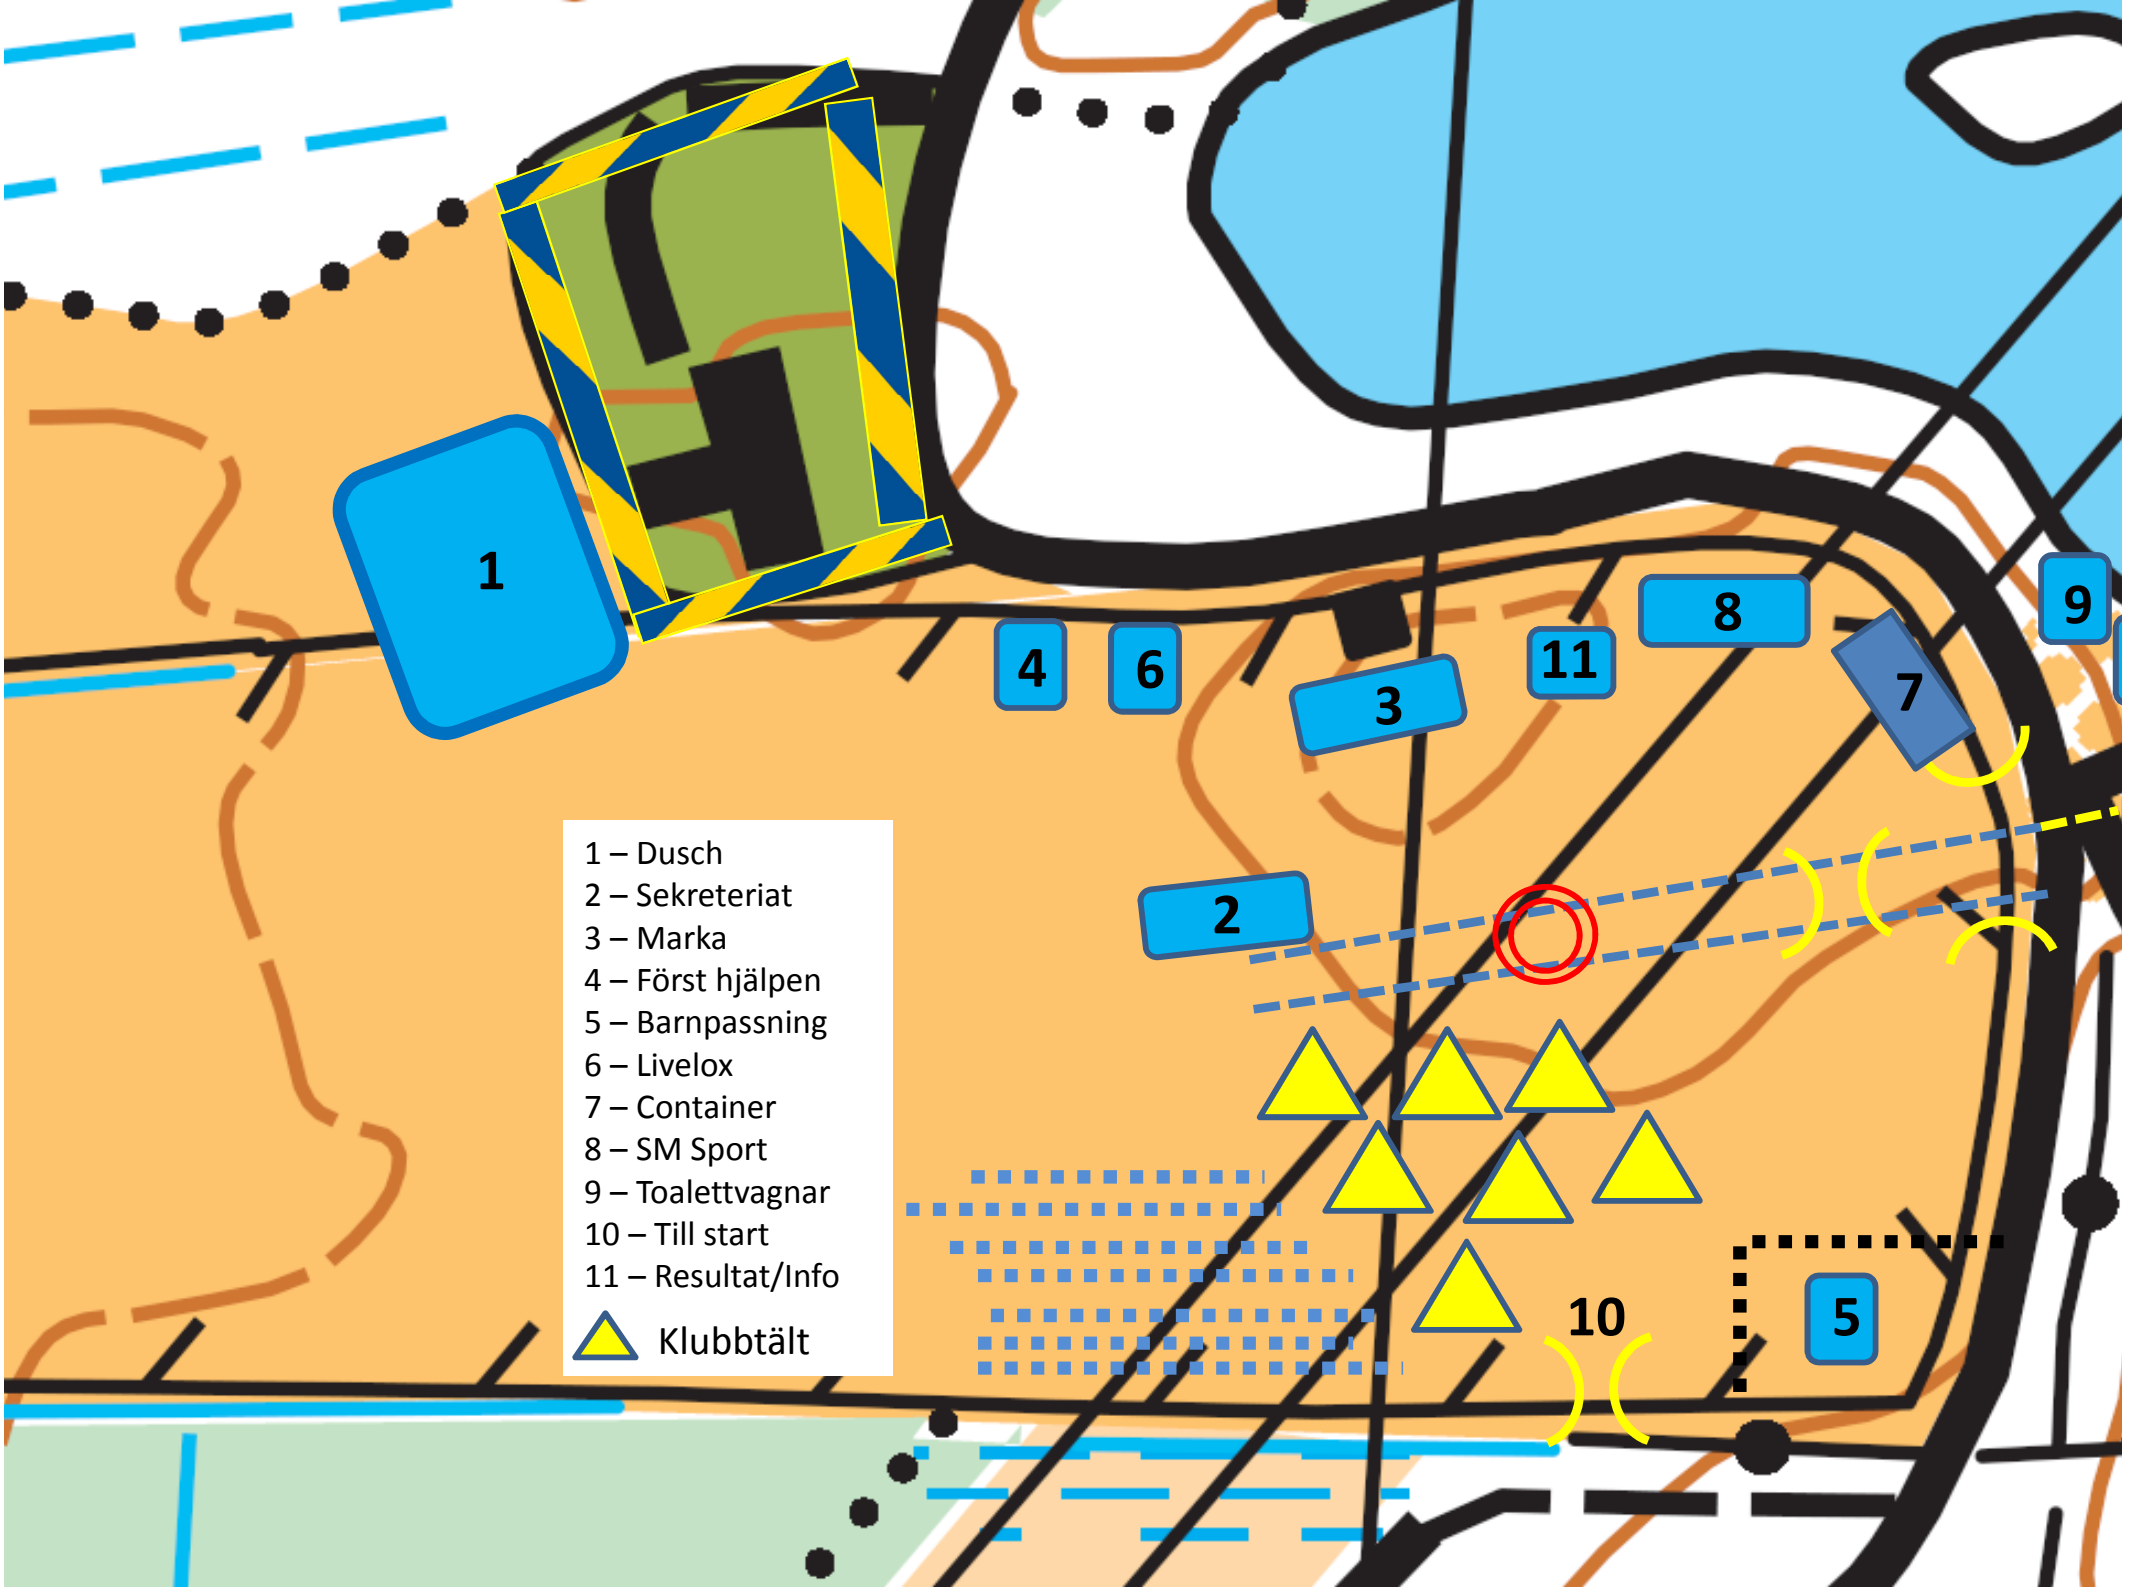 1
4
6
3
11
8
7
9
2
1 – Dusch
2 – Sekreteriat
3 – Marka
4 – Först hjälpen
5 – Barnpassning
6 – Livelox
7 – Container
8 – SM Sport
9 – Toalettvagnar
10 – Till start
11 – Resultat/Info
Klubbtält
10
5